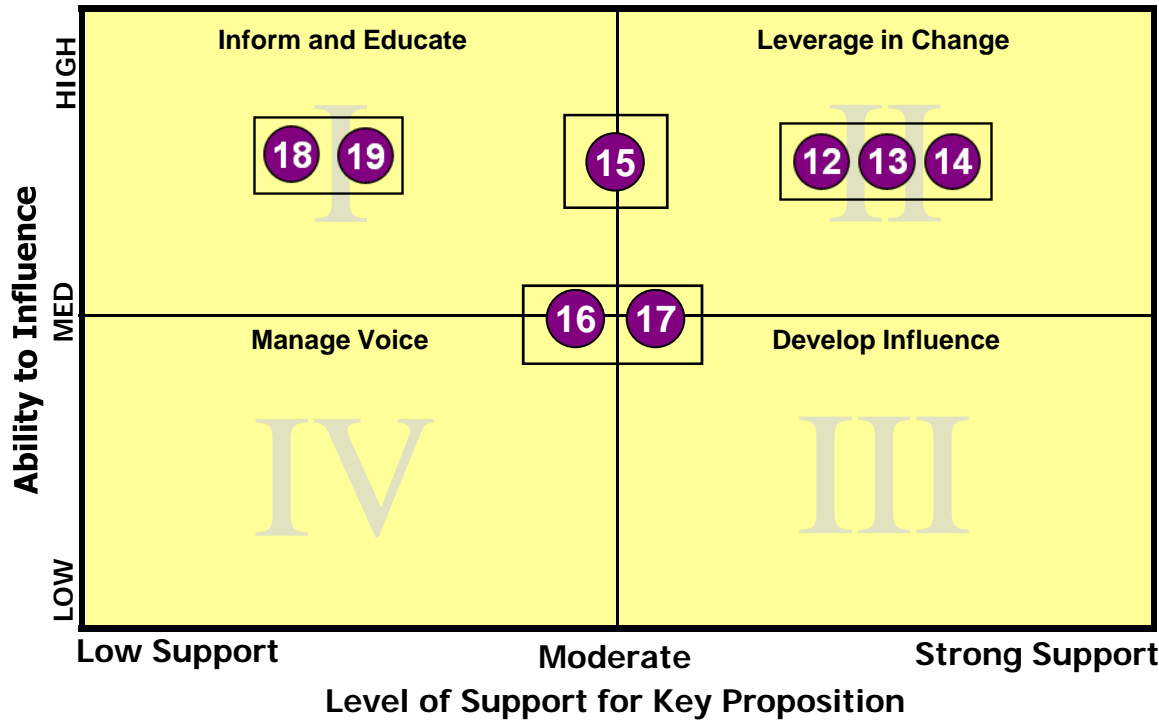 Inform and Educate
Leverage in Change
HIGH
I
II
18 19
15
12 13 14
Ability to Influence
MED
16 17
Manage Voice
Develop Influence
IV
III
LOW
Low Support
Moderate
Strong Support
Level of Support for Key Proposition